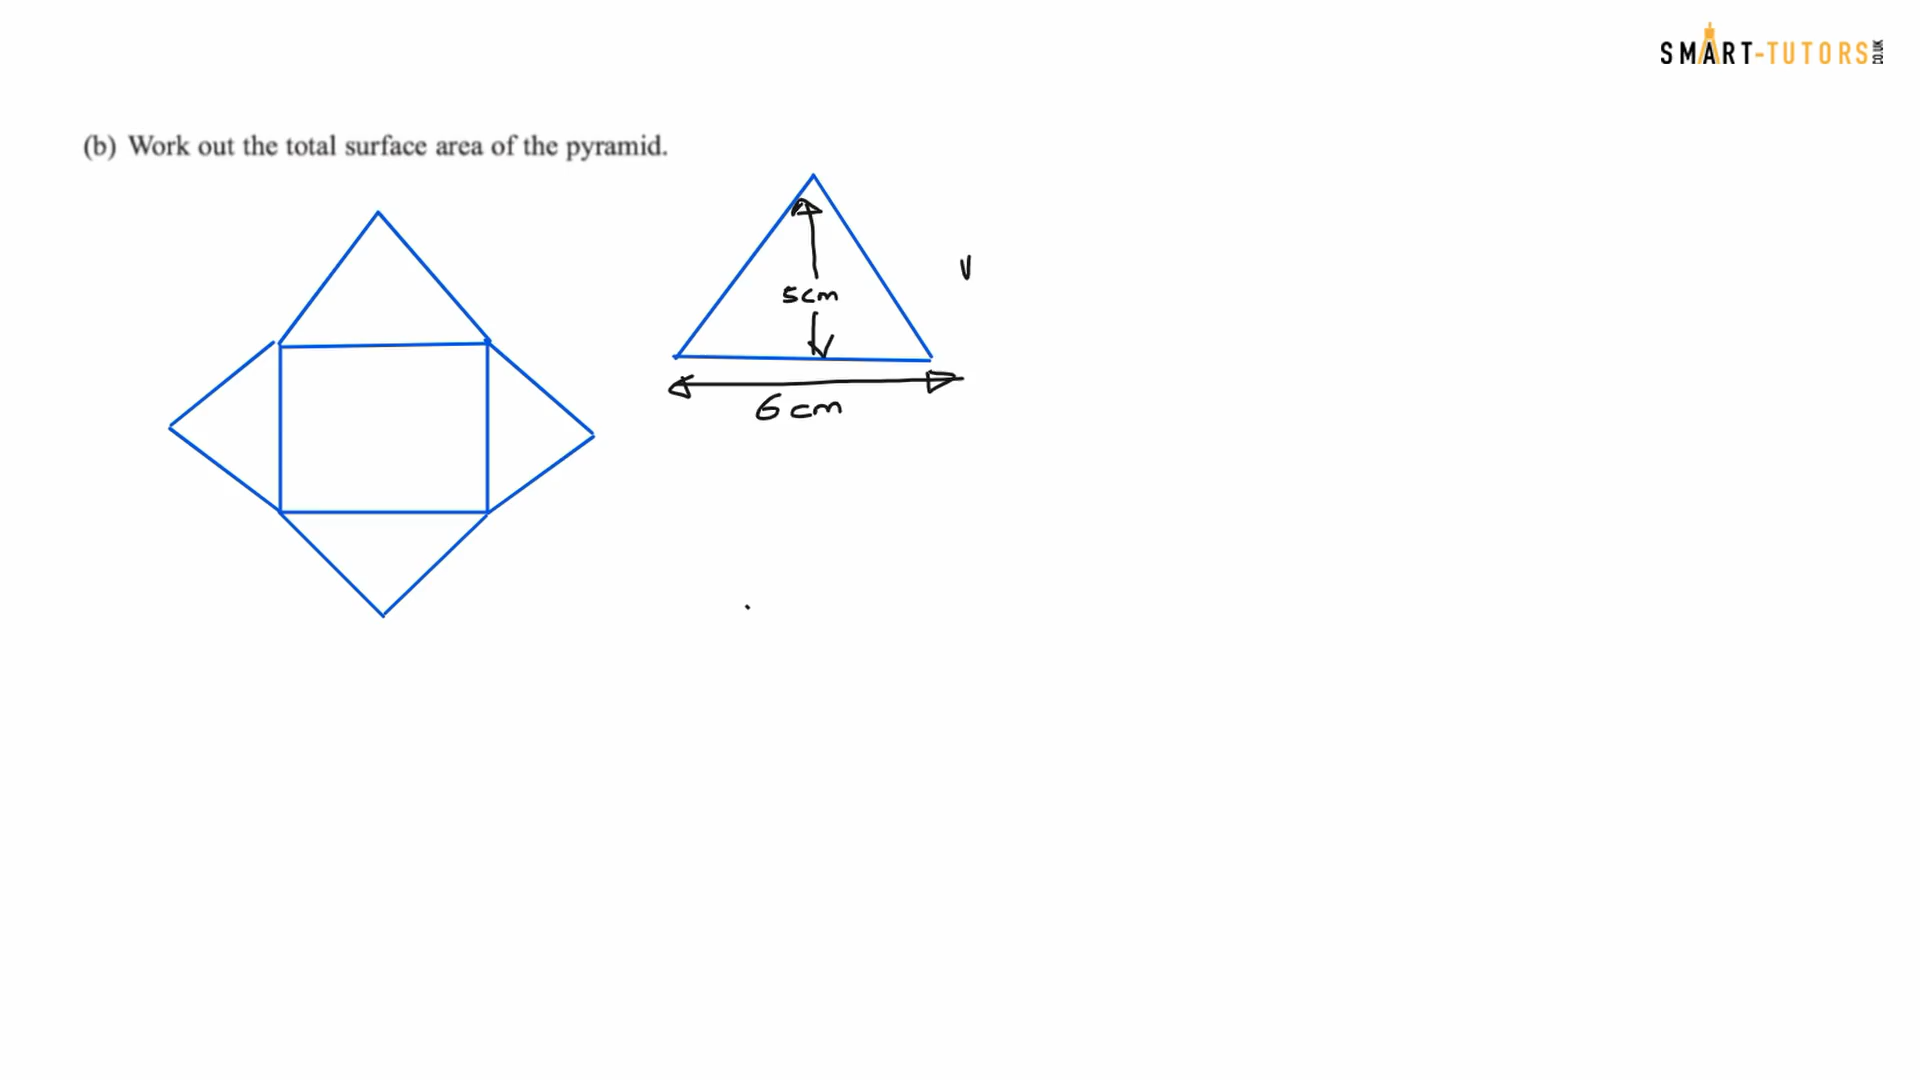 SMART-TUTORS.CO.UK
(b) Work out the total surface area of the pyramid.
5cm
6cm